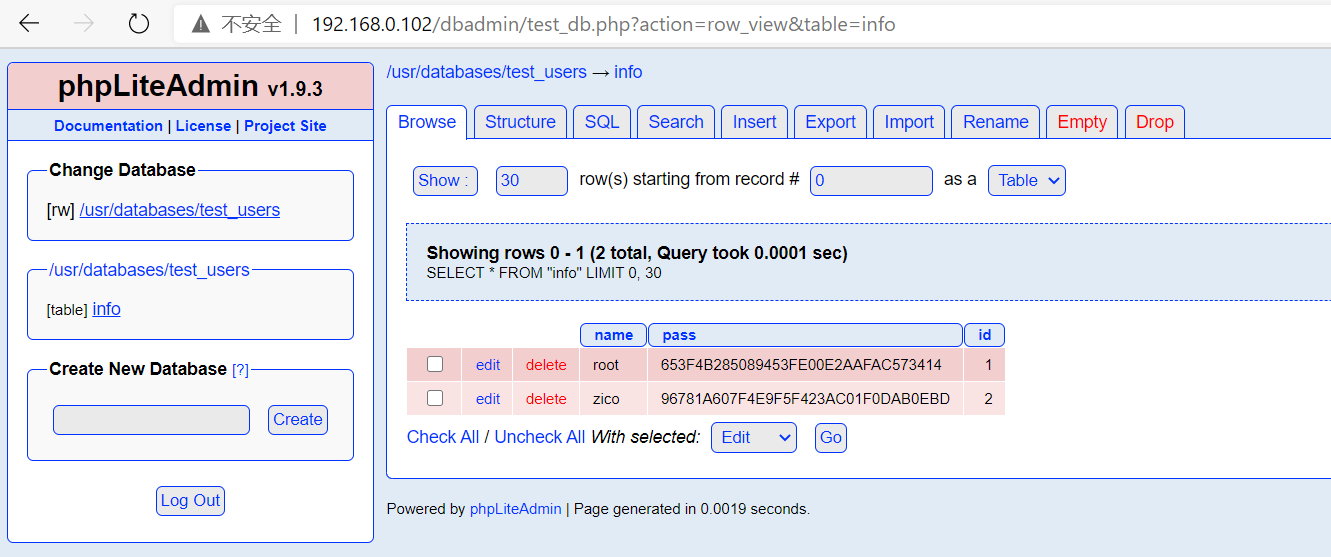 不安全 | 192.168.0.102/dbadmin/test_db.php?action=row_view&table=info
phpLiteAdmin v1.9.3
Documentation | License | Project Site
Change Database
[rw] /usr/databases/test_users
/usr/databases/test_users
[table] info
Create New Database [?]
Create
Log Out
/usr/databases/test_users → info
Browse Structure SQL Search Insert Export Import Rename Empty Drop
Show : 30 row(s) starting from record # 0 as a Table
Showing rows 0 - 1 (2 total, Query took 0.0001 sec)
SELECT * FROM "info" LIMIT 0, 30
name pass id
edit delete root 653F4B285089453FE00E2AAFAC573414 1
edit delete zico 96781A607F4E9F5F423AC01F0DAB0EBD 2
Check All / Uncheck All With selected: Edit Go
Powered by phpLiteAdmin | Page generated in 0.0019 seconds.